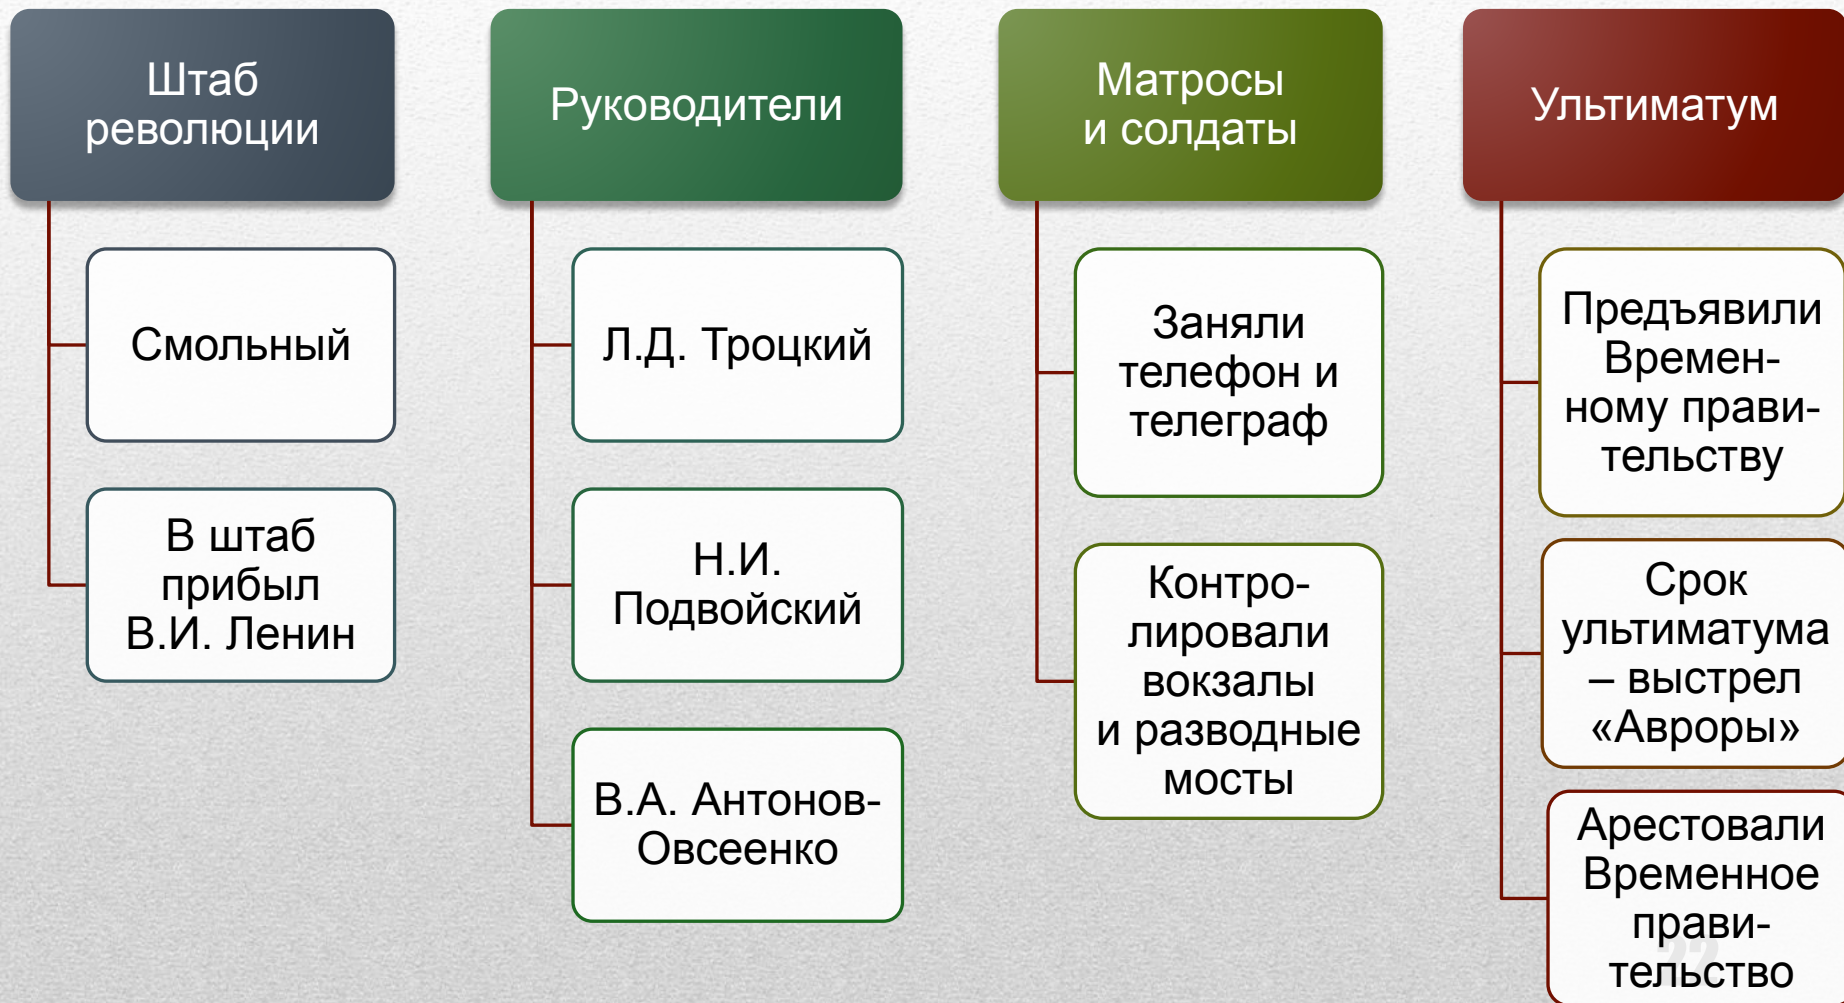 Штаб
революции
Смольный
В штаб
прибыл
В.И. Ленин
Руководители
Л.Д. Троцкий
Н.И.
Подвойский
В.А. Антонов-
Овсеенко
Матросы
и солдаты
Заняли
телефон и
телеграф
Контро-
лировали
вокзалы
и разводные
мосты
Ультиматум
Предъявили
Времен-
ному прави-
тельству
Срок
ультиматума
– выстрел
«Авроры»
Арестовали
Временное
прави-
тельство
22